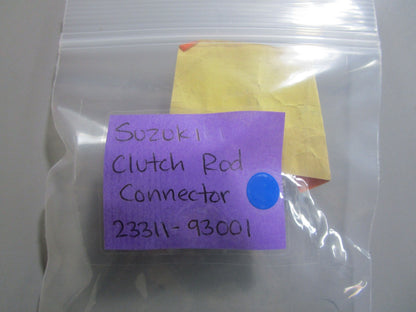 Suzuki
Clutch Rod
Connector
23311-93001